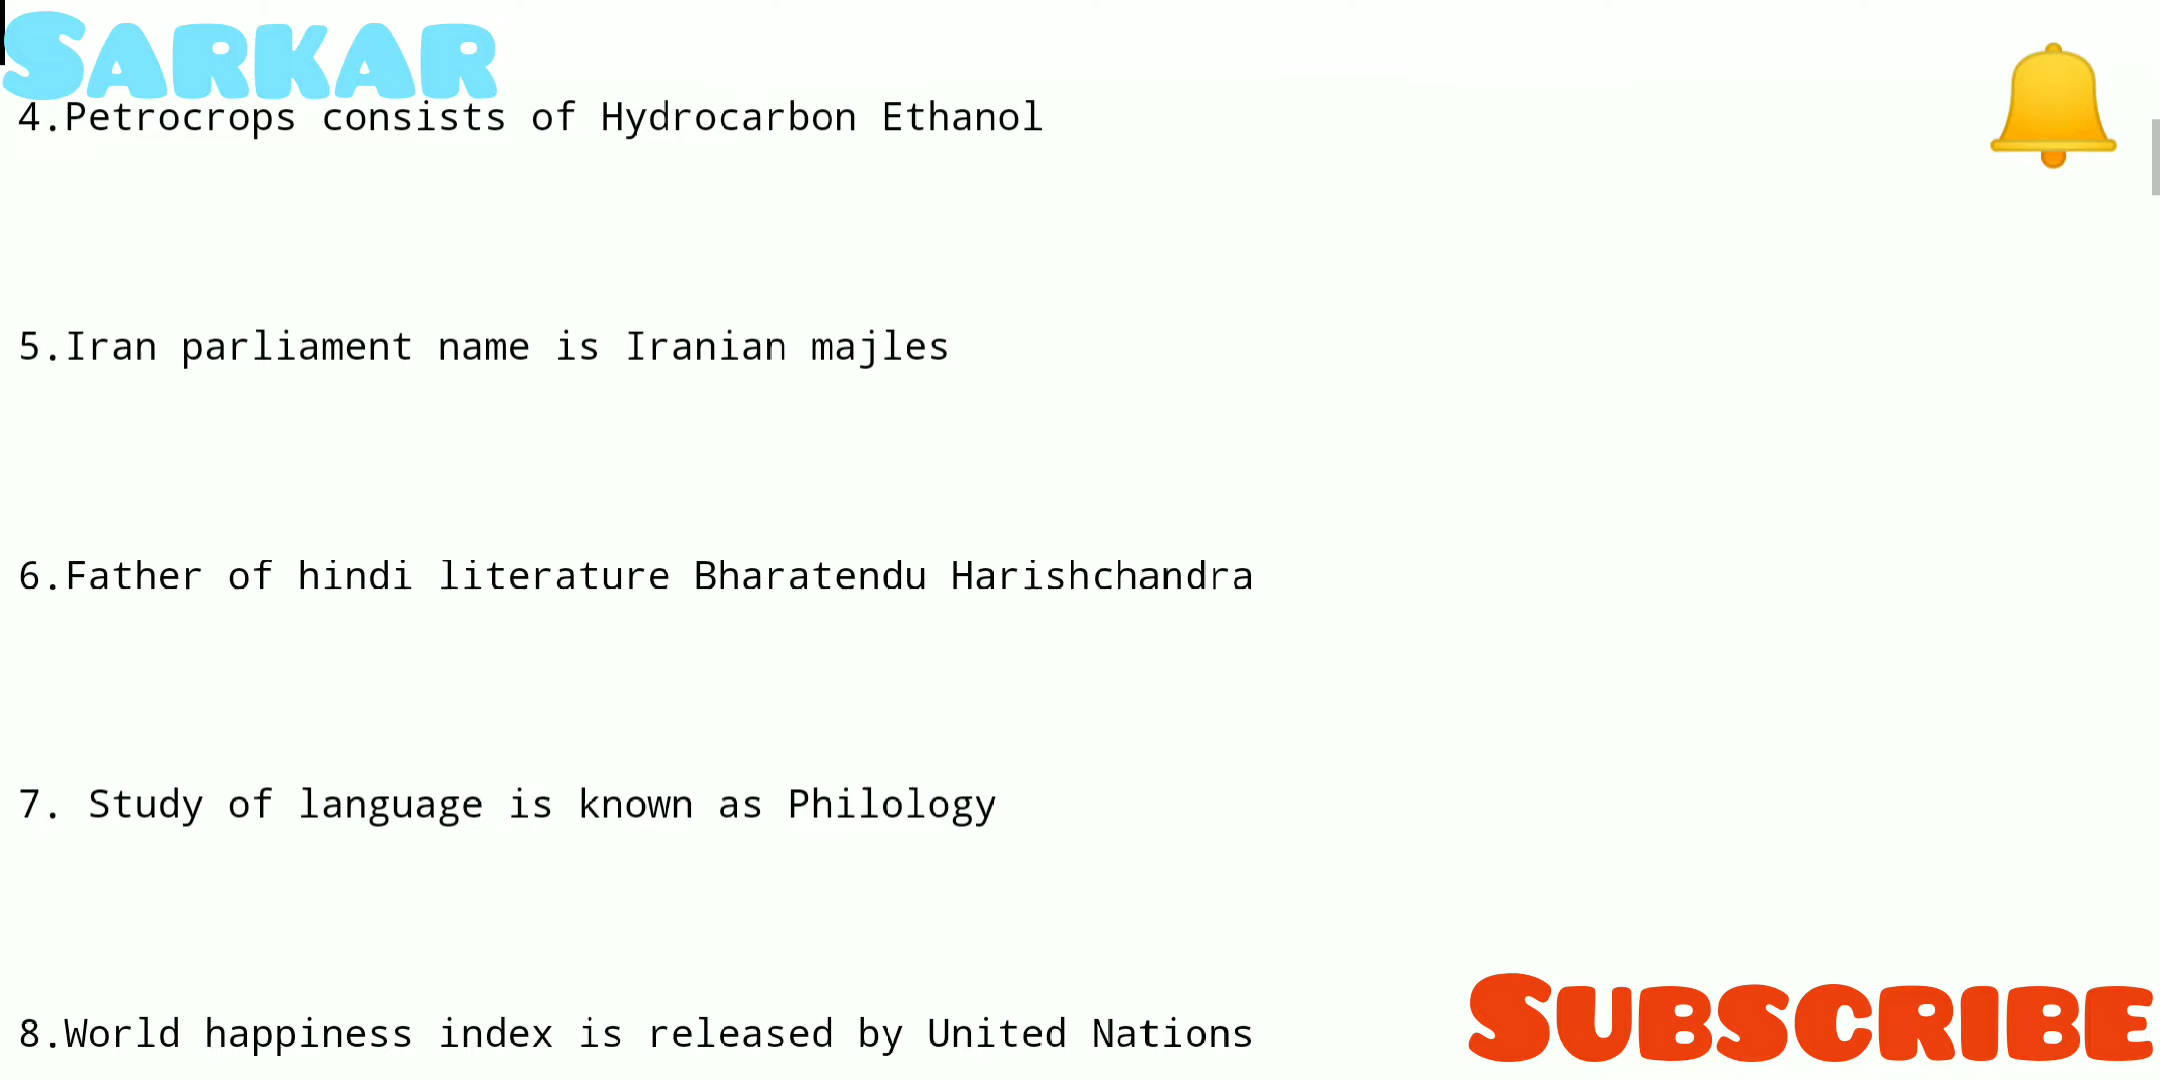 SARKAR
4.Petrocrops consists of Hydrocarbon Ethanol
5.Iran parliament name is Iranian majles
6.Father of hindi literature Bharatendu Harishchandra
7. Study of language is known as Philology
8.World happiness index is released by United Nations
SUBSCRIBE